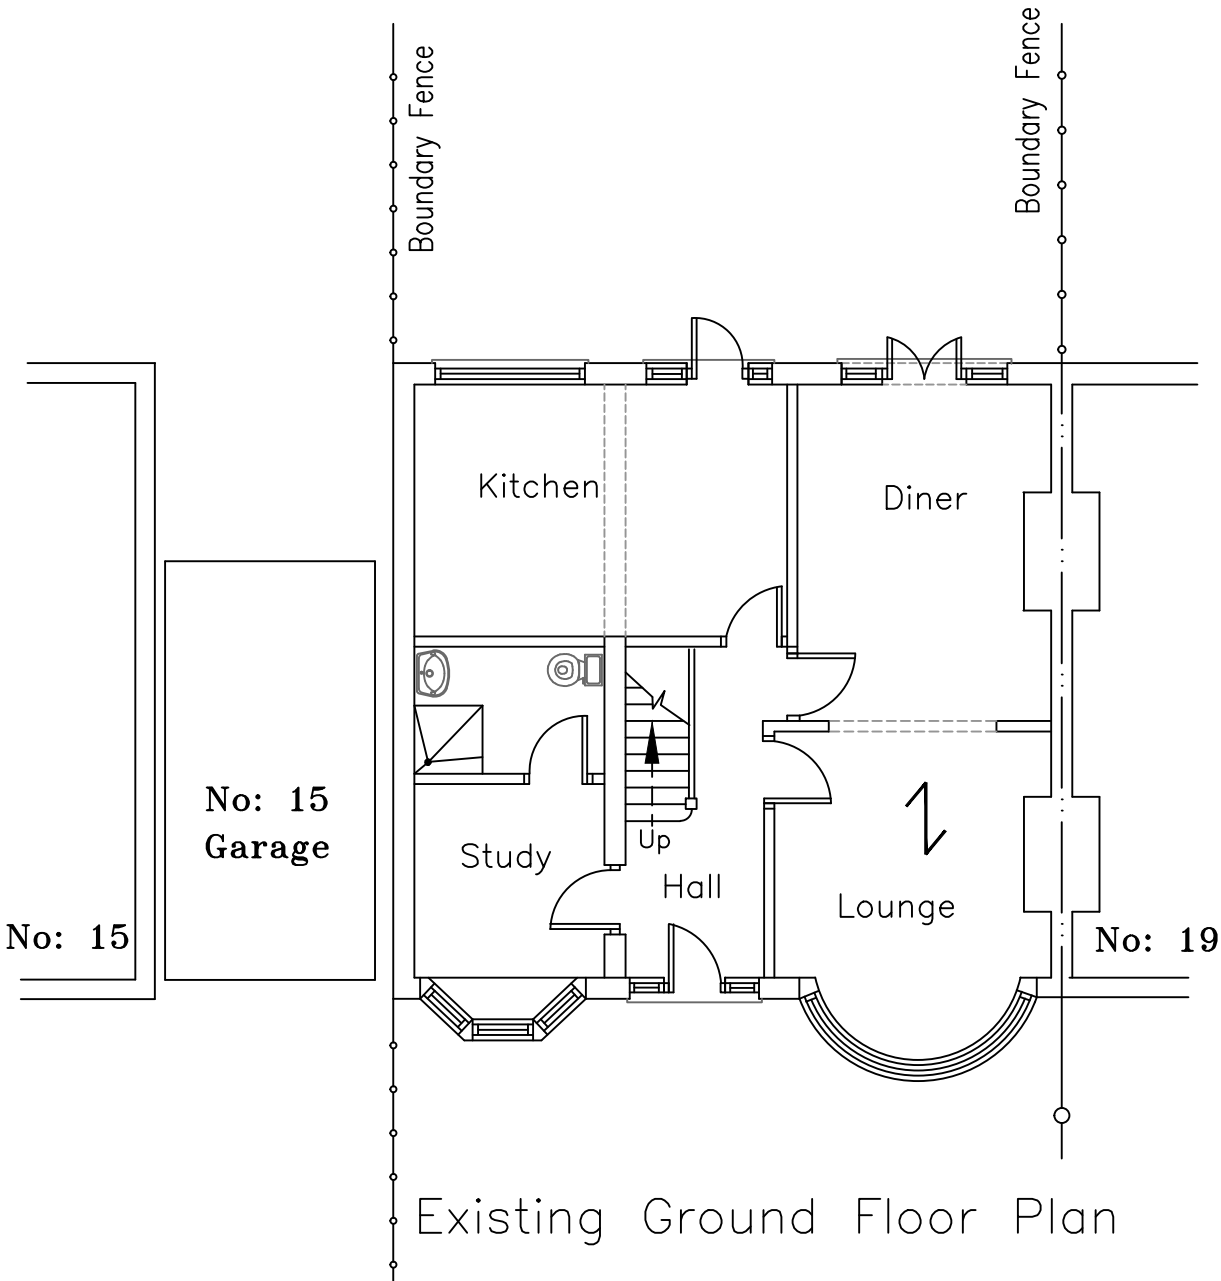 Boundary Fence
Boundary Fence
Kitchen
Diner
No: 15
Garage
Up
Study
Hall
Lounge
No: 15
No: 19
Existing Ground Floor Plan